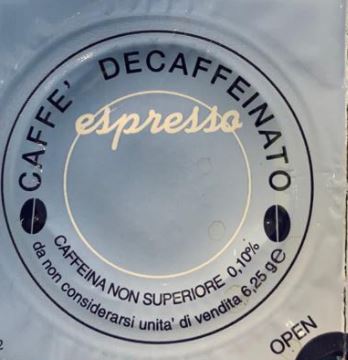 CAFFE' DECAFFEINATO
espresso
CAFFEINA NON SUPERIORE 0,10%
da non considerarsi unita' di vendita 6,25 g e
OPEN